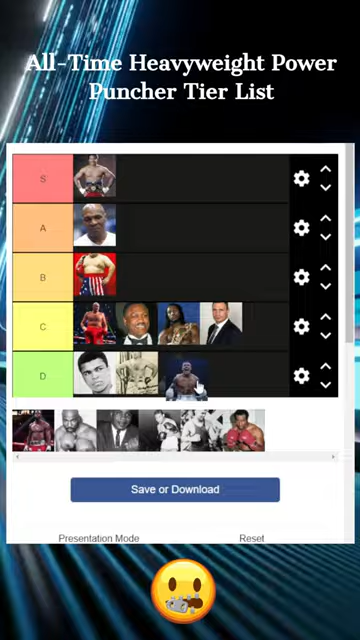 All-Time Heavyweight Power
Puncher Tier List
S
A
B
C
D
Save or Download
Presentation Mode
Reset